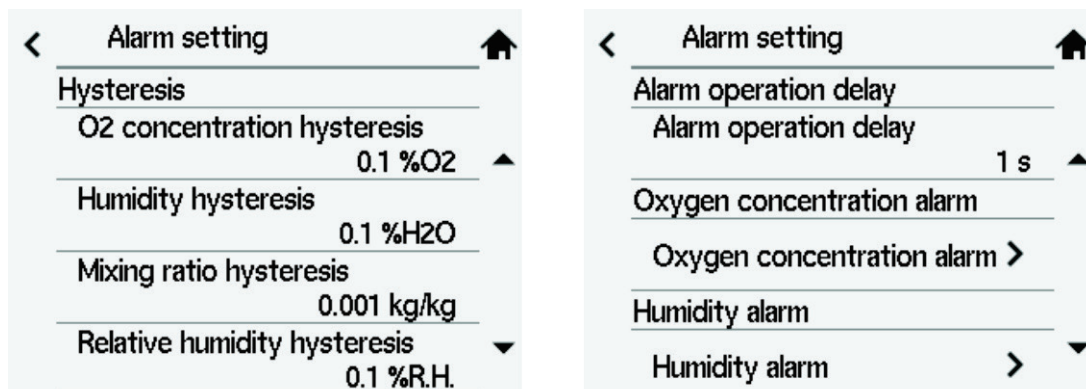 Alarm setting
Hysteresis
O2 concentration hysteresis
0.1 %O2
Humidity hysteresis
0.1 %H2O
Mixing ratio hysteresis
0.001 kg/kg
Relative humidity hysteresis
0.1 %R.H.
Alarm setting
Alarm operation delay
Alarm operation delay
1 s
Oxygen concentration alarm
Oxygen concentration alarm
Humidity alarm
Humidity alarm